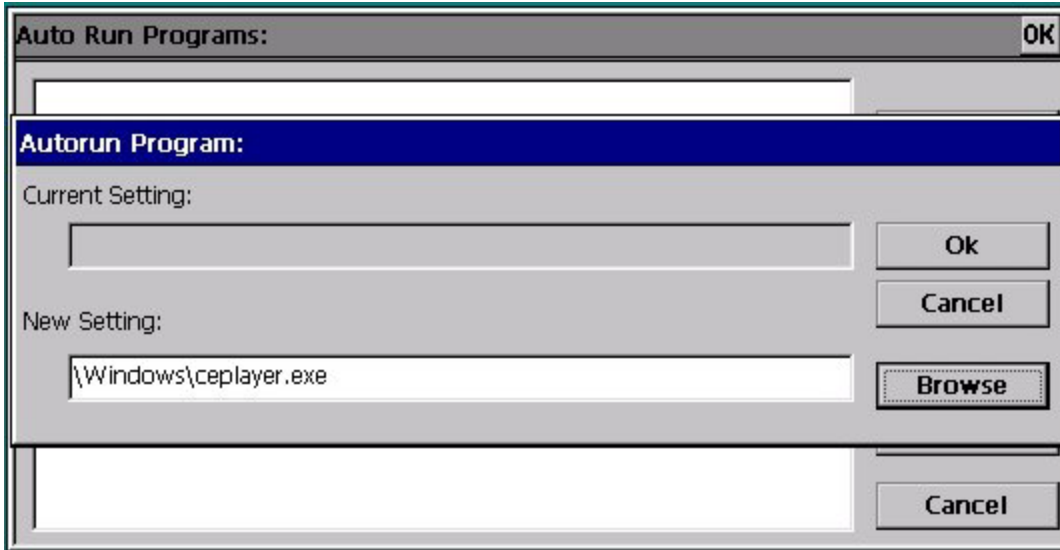 Auto Run Programs:
OK
Autorun Program:
Current Setting:
Ok
Cancel
New Setting:
\Windows\ceplayer.exe
Browse
Cancel